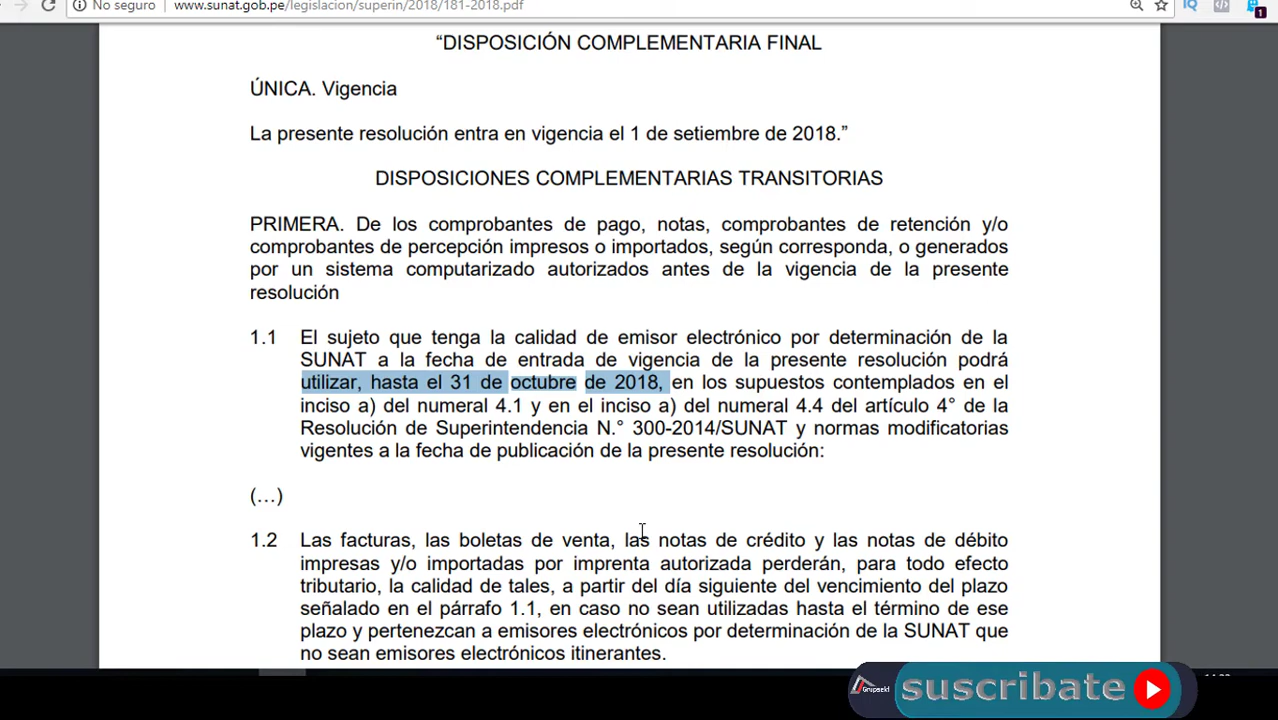 No seguro | www.sunat.gob.pe/legislacion/superin/2018/181-2018.pdf
“DISPOSICIÓN COMPLEMENTARIA FINAL
ÚNICA. Vigencia
La presente resolución entra en vigencia el 1 de setiembre de 2018.”
DISPOSICIONES COMPLEMENTARIAS TRANSITORIAS
PRIMERA. De los comprobantes de pago, notas, comprobantes de retención y/o
comprobantes de percepción impresos o importados, según corresponda, o generados
por un sistema computarizado autorizados antes de la vigencia de la presente
resolución
1.1 El sujeto que tenga la calidad de emisor electrónico por determinación de la
SUNAT a la fecha de entrada de vigencia de la presente resolución podrá
utilizar, hasta el 31 de octubre de 2018, en los supuestos contemplados en el
inciso a) del numeral 4.1 y en el inciso a) del numeral 4.4 del artículo 4° de la
Resolución de Superintendencia N.° 300-2014/SUNAT y normas modificatorias
vigentes a la fecha de publicación de la presente resolución:
(…)
1.2 Las facturas, las boletas de venta, las notas de crédito y las notas de débito
impresas y/o importadas por imprenta autorizada perderán, para todo efecto
tributario, la calidad de tales, a partir del día siguiente del vencimiento del plazo
señalado en el párrafo 1.1, en caso no sean utilizadas hasta el término de ese
plazo y pertenezcan a emisores electrónicos por determinación de la SUNAT que
no sean emisores electrónicos itinerantes.
Grupsekl suscribate